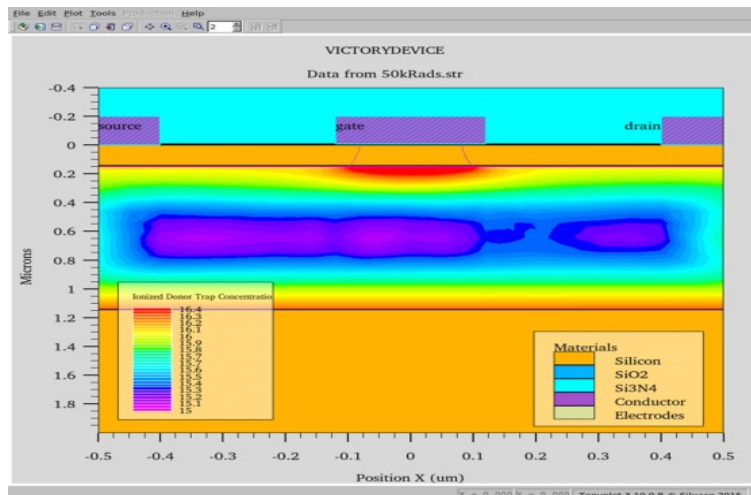 File Edit Plot Tools Production Help
2
VICTORYDEVICE
Data from 50kRads.str
-0.4
-0.2
0
0.2
0.4
0.6
0.8
1
1.2
1.4
1.6
1.8
Microns
source
gate
drain
Ionized Donor Trap Concentratio
16.4
16.3
16.2
16.1
16
15.9
15.8
15.7
15.6
15.5
15.4
15.3
15.2
15.1
15
Materials
Silicon
SiO2
Si3N4
Conductor
Electrodes
-0.5 -0.4 -0.3 -0.2 -0.1 0 0.1 0.2 0.3 0.4 0.5
Position X (um)